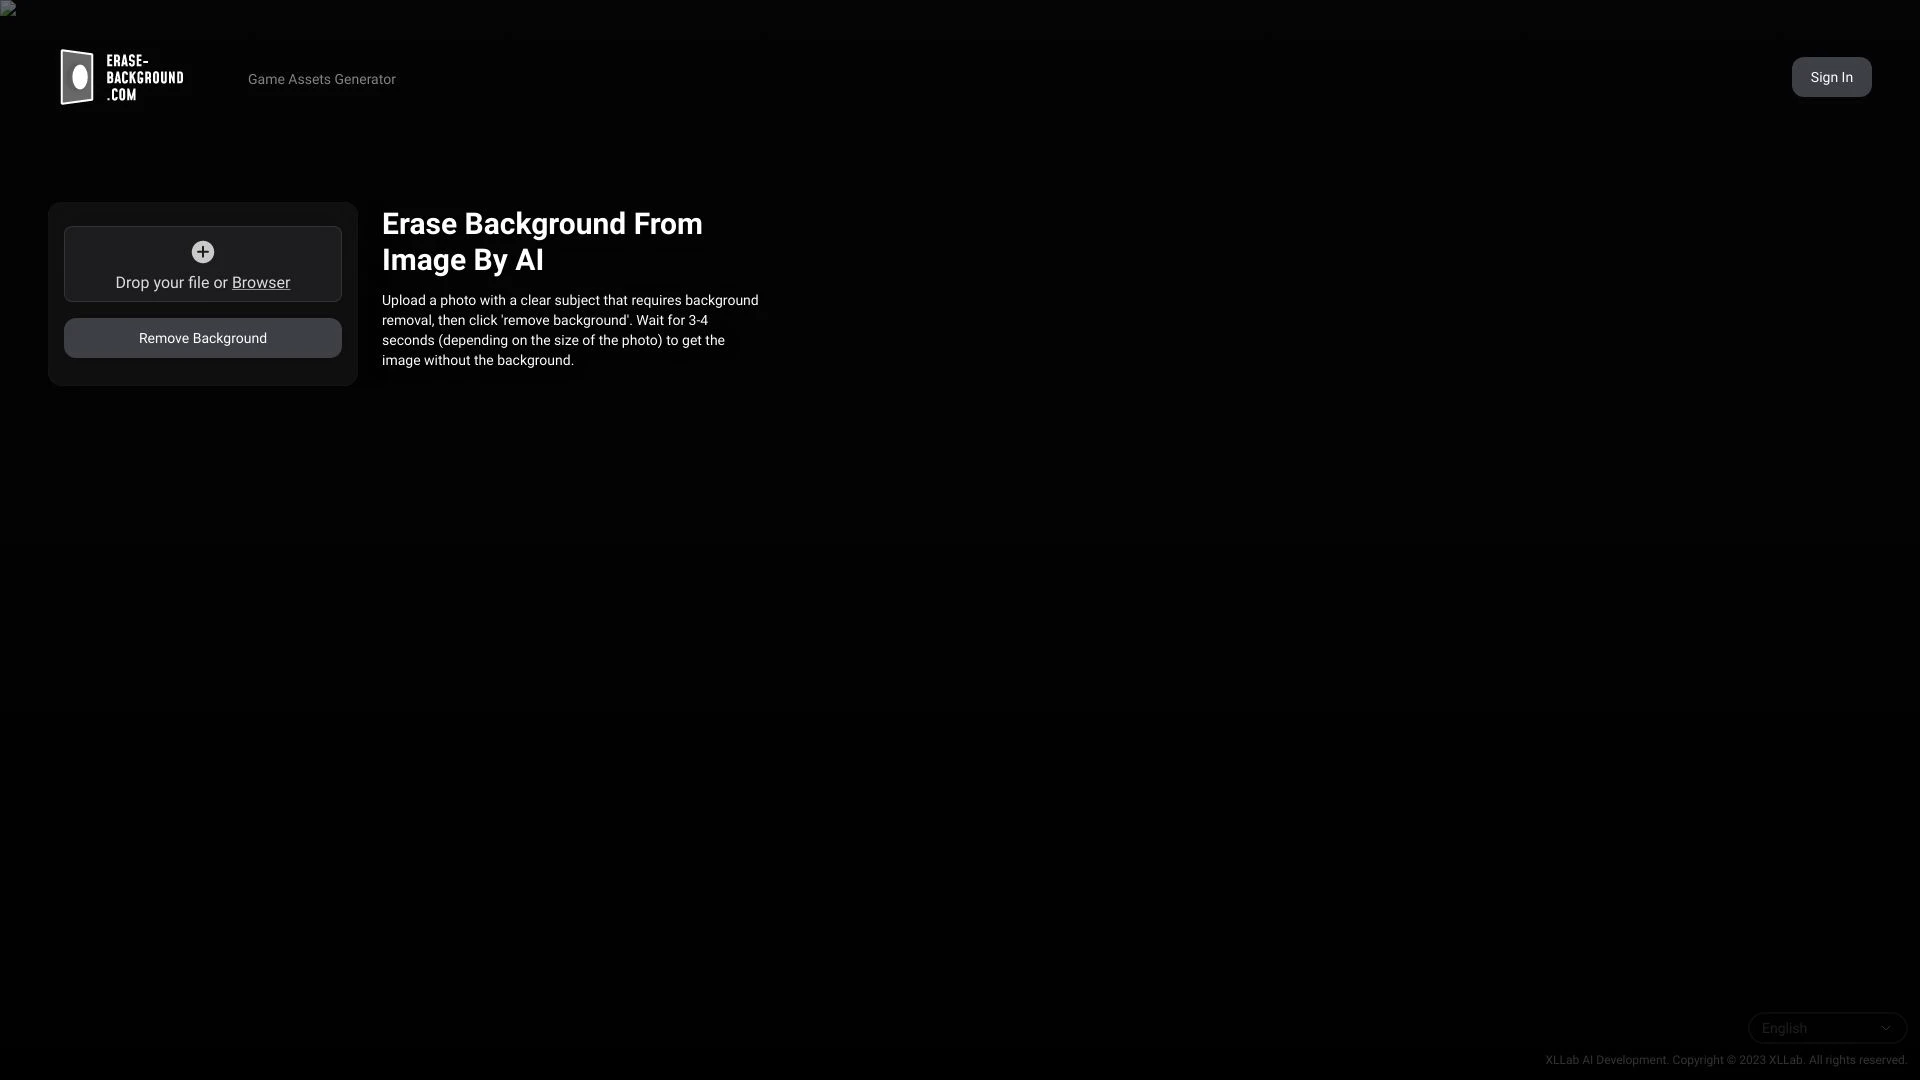 ERASE-
BACKGROUND
.COM
Game Assets Generator
Sign In
Drop your file or Browser
Remove Background
Erase Background From
Image By AI
Upload a photo with a clear subject that requires background
removal, then click 'remove background'. Wait for 3-4
seconds (depending on the size of the photo) to get the
image without the background.
English
XLLab AI Development. Copyright © 2023 XLLab. All rights reserved.